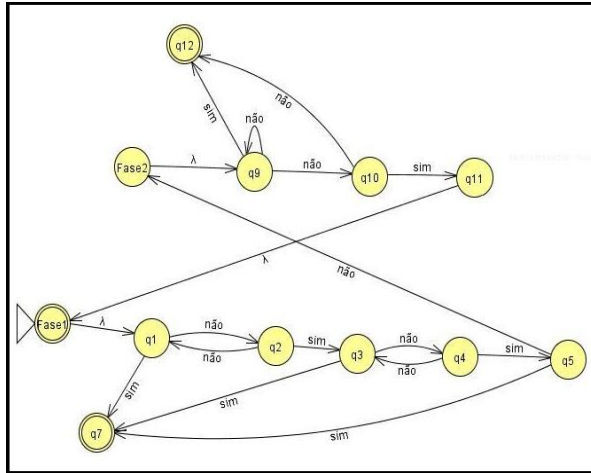 q12
sim
não
não
Fase2
λ
q9
não
q10
sim
q11
λ
não
Fase1
λ
q1
não
não
q2
sim
q3
não
não
q4
sim
q5
sim
sim
sim
q7